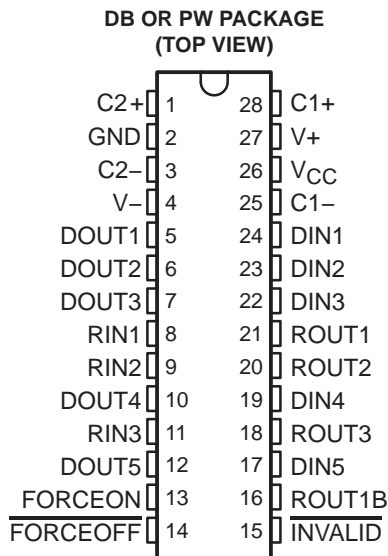 DB OR PW PACKAGE
(TOP VIEW)
C2+ 1 28 C1+
GND 2 27 V+
C2− 3 26 VCC
V− 4 25 C1−
DOUT1 5 24 DIN1
DOUT2 6 23 DIN2
DOUT3 7 22 DIN3
RIN1 8 21 ROUT1
RIN2 9 20 ROUT2
DOUT4 10 19 DIN4
RIN3 11 18 ROUT3
DOUT5 12 17 DIN5
FORCEON 13 16 ROUT1B
FORCEOFF 14 15 INVALID